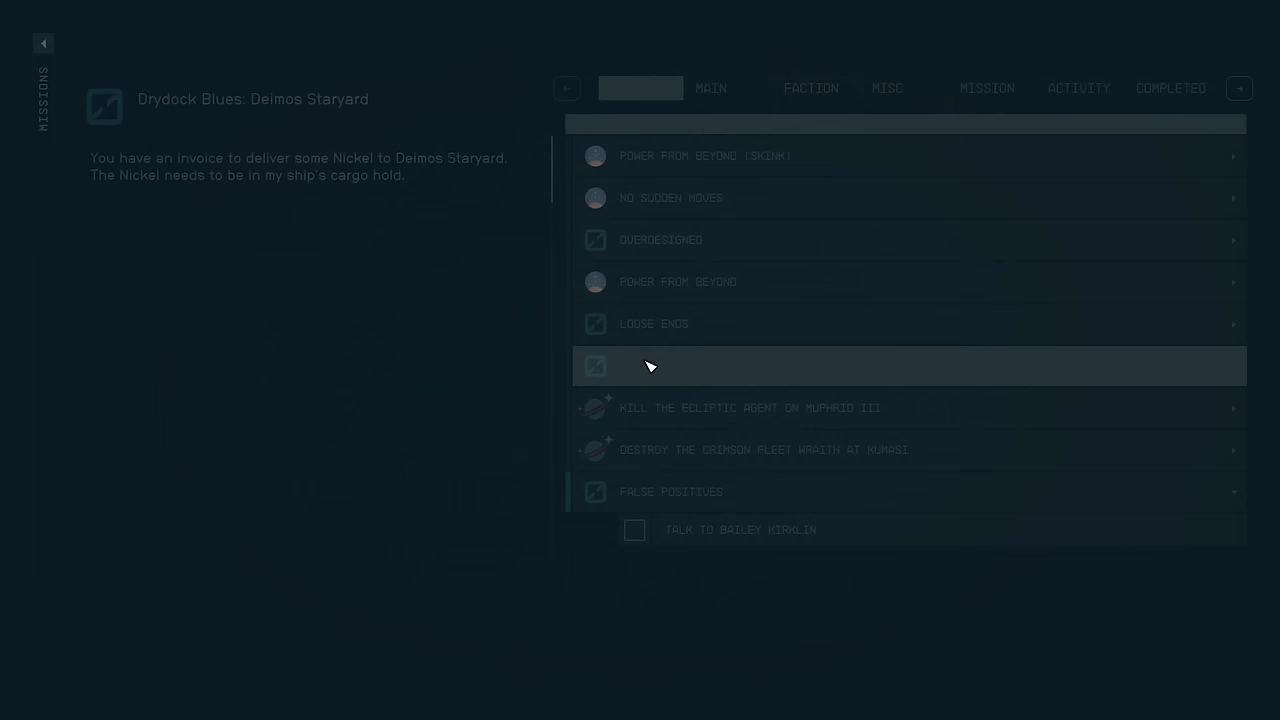 MISSIONS
Drydock Blues: Deimos Staryard
You have an invoice to deliver some Nickel to Deimos Staryard.
The Nickel needs to be in my ship's cargo hold.
MAIN
FACTION
MISC
MISSION
ACTIVITY
COMPLETED
POWER FROM BEYOND (SKINK)
NO SUDDEN MOVES
OVERDESIGNED
POWER FROM BEYOND
LOOSE ENDS
KILL THE ECLIPTIC AGENT ON MUPHRID III
DESTROY THE CRIMSON FLEET WRAITH AT KUMASI
FALSE POSITIVES
TALK TO BAILEY KIRKLIN